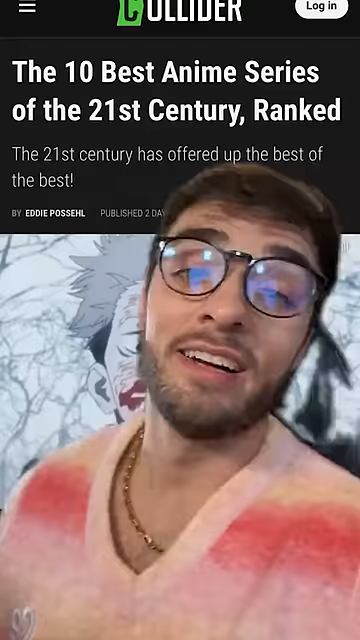 COLLIDER
Log in
The 10 Best Anime Series
of the 21st Century, Ranked
The 21st century has offered up the best of
the best!
BY EDDIE POSSEHL PUBLISHED 2 DAY